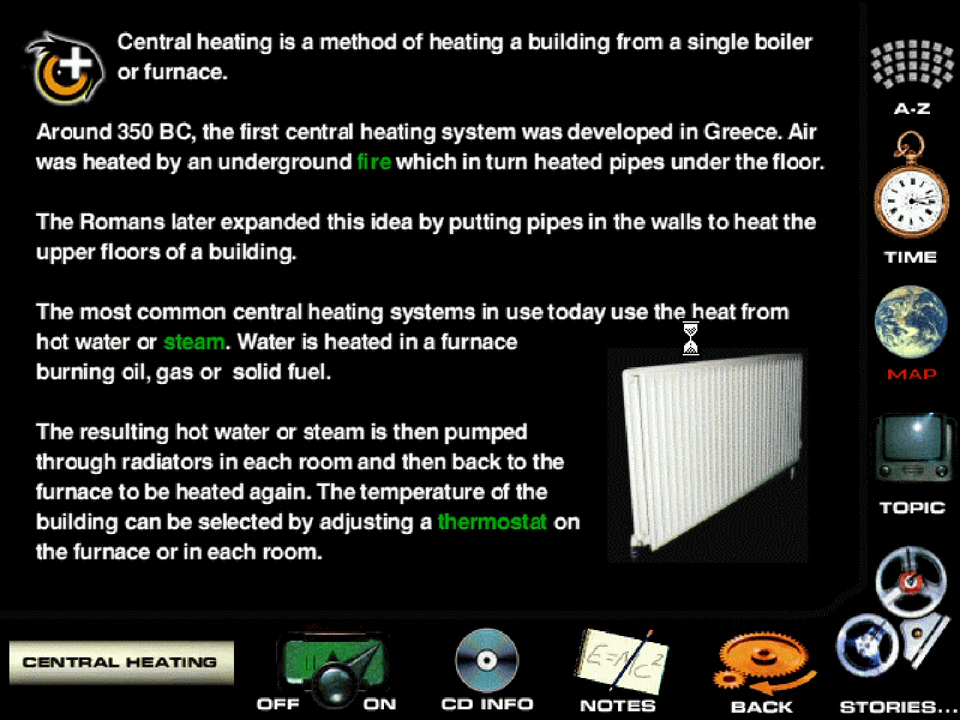 Central heating is a method of heating a building from a single boiler
or furnace.
Around 350 BC, the first central heating system was developed in Greece. Air
was heated by an underground fire which in turn heated pipes under the floor.
The Romans later expanded this idea by putting pipes in the walls to heat the
upper floors of a building.
The most common central heating systems in use today use the heat from
hot water or steam. Water is heated in a furnace
burning oil, gas or solid fuel.
The resulting hot water or steam is then pumped
through radiators in each room and then back to the
furnace to be heated again. The temperature of the
building can be selected by adjusting a thermostat on
the furnace or in each room.
A-Z
TIME
MAP
TOPIC
CENTRAL HEATING
OFF ON
CD INFO
E=MC²
NOTES
BACK
STORIES...